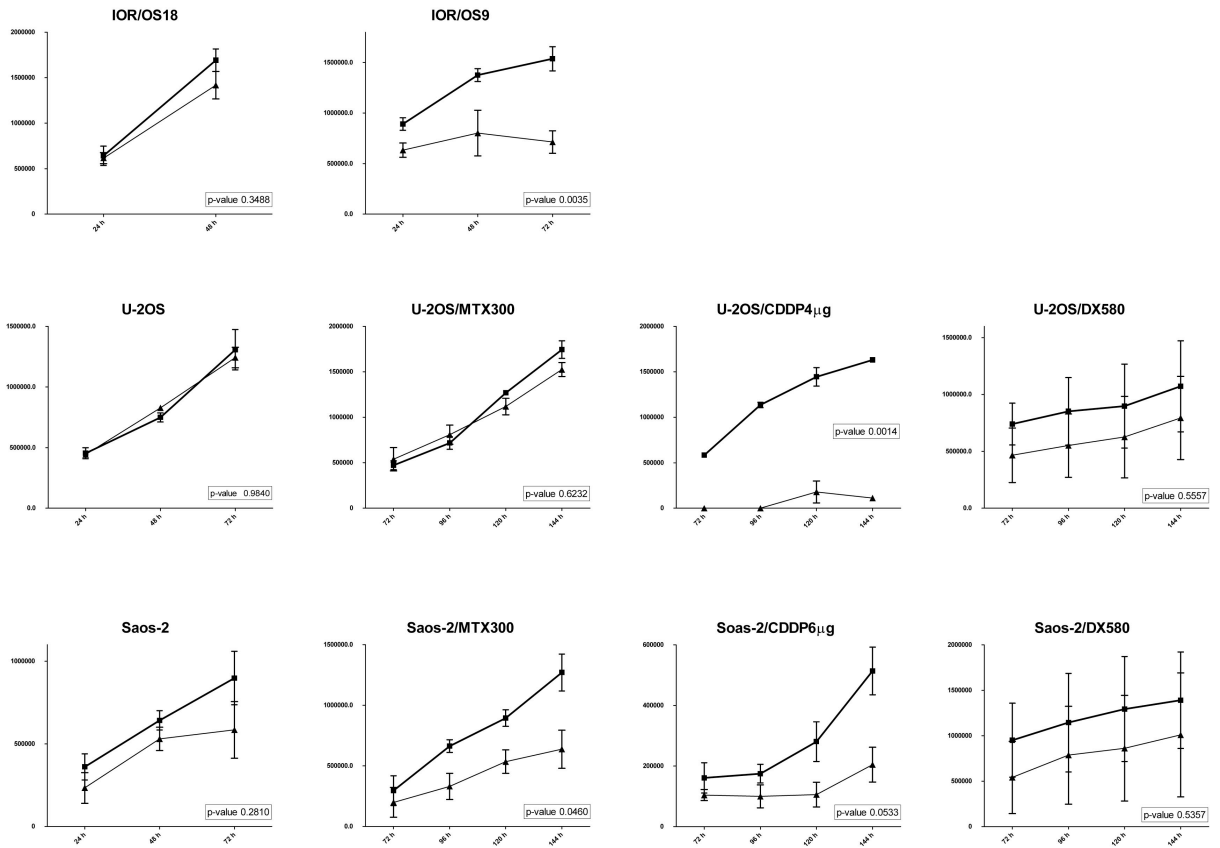 IOR/OS18
2000000
1500000
1000000
500000
0
24 h
48 h
p-value 0.3488
IOR/OS9
1500000.0
1000000.0
500000.0
0.0
24 h
48 h
72 h
p-value 0.0035
U-2OS
1500000.0
1000000.0
500000.0
0.0
24 h
48 h
72 h
p-value 0.9840
U-2OS/MTX300
2000000
1500000
1000000
500000
0
72 h
96 h
120 h
144 h
p-value 0.6232
U-2OS/CDDP4μg
2000000
1500000
1000000
500000
0
72 h
96 h
120 h
144 h
p-value 0.0014
U-2OS/DX580
1500000.0
1000000.0
500000.0
0.0
72 h
96 h
120 h
144 h
p-value 0.5557
Saos-2
1000000
500000
0
24 h
48 h
72 h
p-value 0.2810
Saos-2/MTX300
1500000.0
1000000.0
500000.0
0.0
72 h
96 h
120 h
144 h
p-value 0.0460
Soas-2/CDDP6μg
600000
400000
200000
0
72 h
96 h
120 h
144 h
p-value 0.0533
Saos-2/DX580
2000000
1500000
1000000
500000
0
72 h
96 h
120 h
144 h
p-value 0.5357